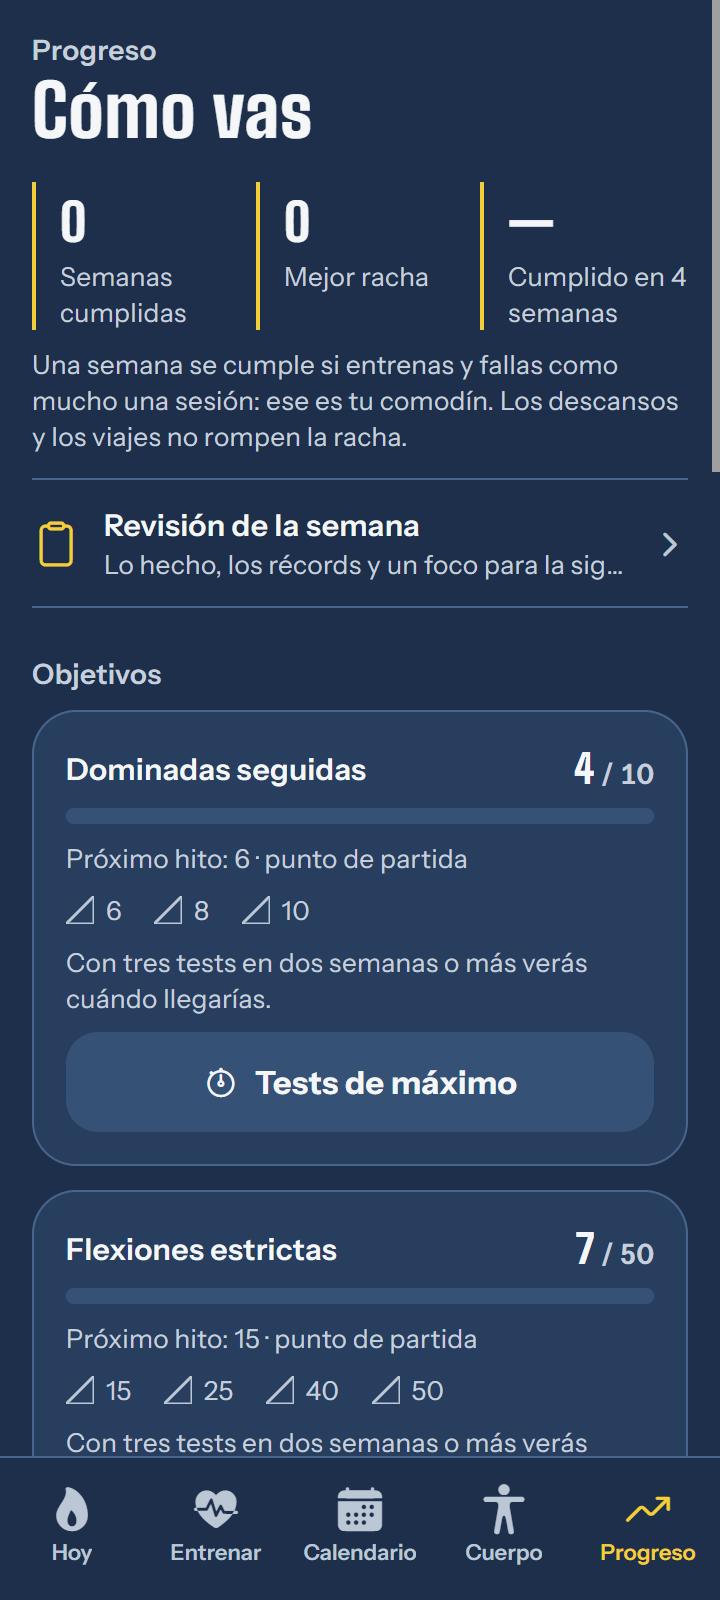 Progreso
Cómo vas
0
Semanas
cumplidas
0
Mejor racha
—
Cumplido en 4
semanas
Una semana se cumple si entrenas y fallas como
mucho una sesión: ese es tu comodín. Los descansos
y los viajes no rompen la racha.
Revisión de la semana
Lo hecho, los récords y un foco para la sig...
Objetivos
Dominadas seguidas
4 / 10
Próximo hito: 6 · punto de partida
6 8 10
Con tres tests en dos semanas o más verás
cuándo llegarías.
Tests de máximo
Flexiones estrictas
7 / 50
Próximo hito: 15 · punto de partida
15 25 40 50
Con tres tests en dos semanas o más verás
Hoy Entrenar Calendario Cuerpo Progreso